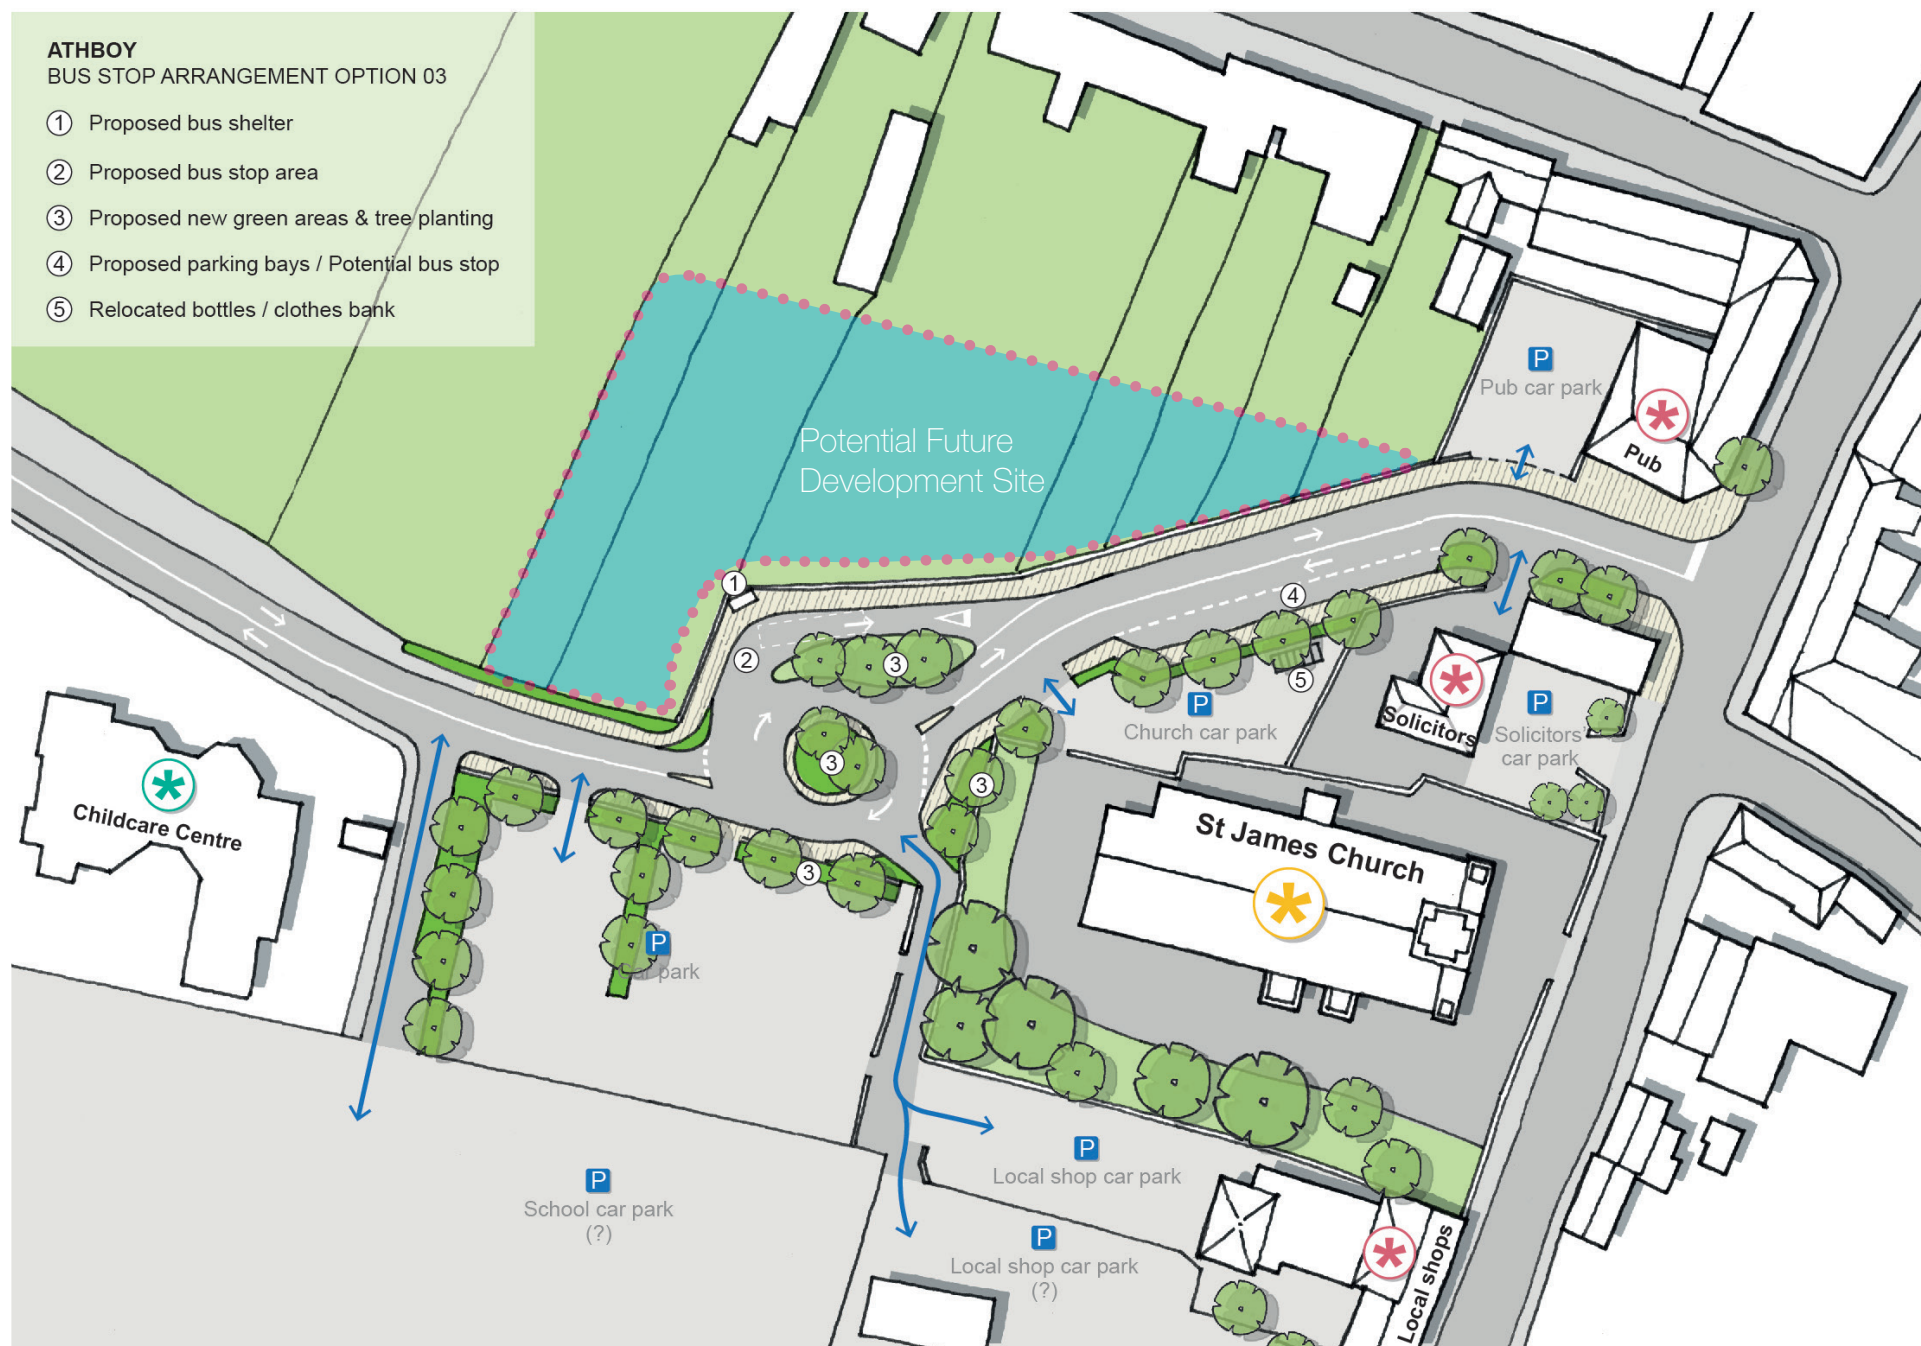 ATHBOY
BUS STOP ARRANGEMENT OPTION 03
1 Proposed bus shelter
2 Proposed bus stop area
3 Proposed new green areas & tree planting
4 Proposed parking bays / Potential bus stop
5 Relocated bottles / clothes bank
P
Pub car park
Pub
Potential Future
Development Site
1
4
2
3
5
P
Church car park
Solicitors
P
Solicitors'
car park
3
3
Childcare Centre
St James Church
3
P
Car park
P
Local shop car park
P
School car park
(?)
P
Local shop car park
(?)
Local shops